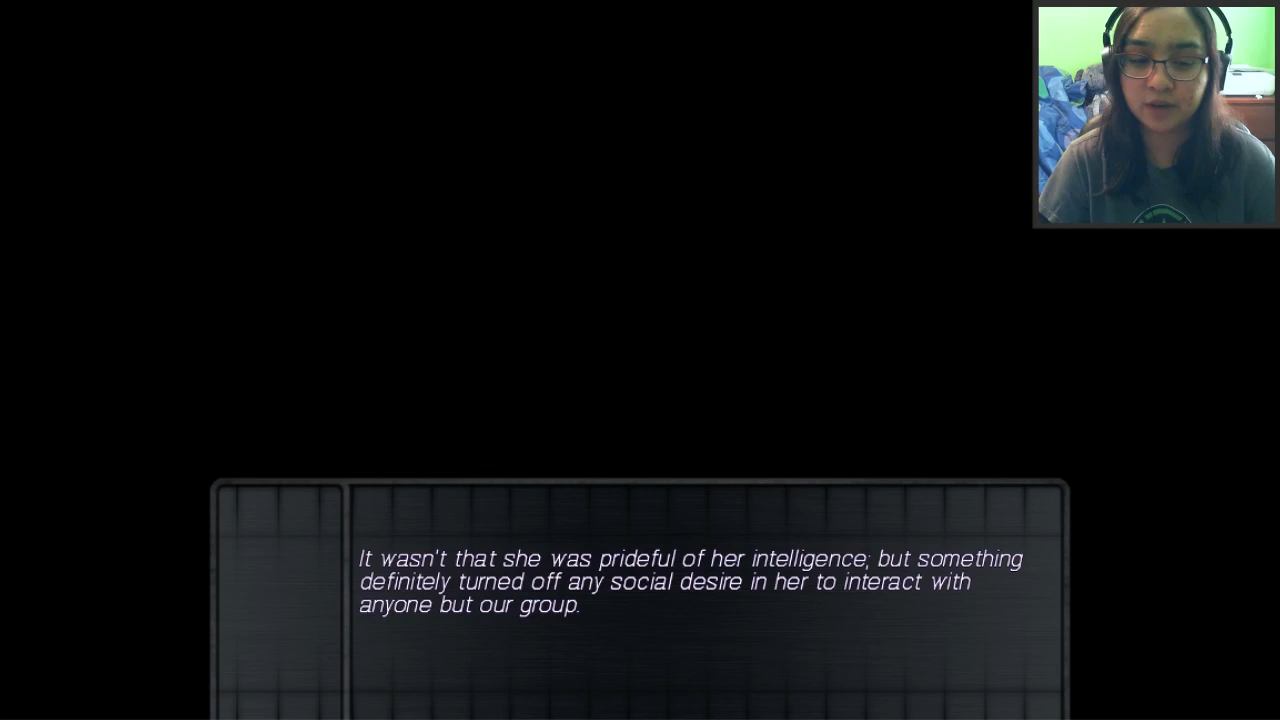 It wasn't that she was prideful of her intelligence; but something
definitely turned off any social desire in her to interact with
anyone but our group.